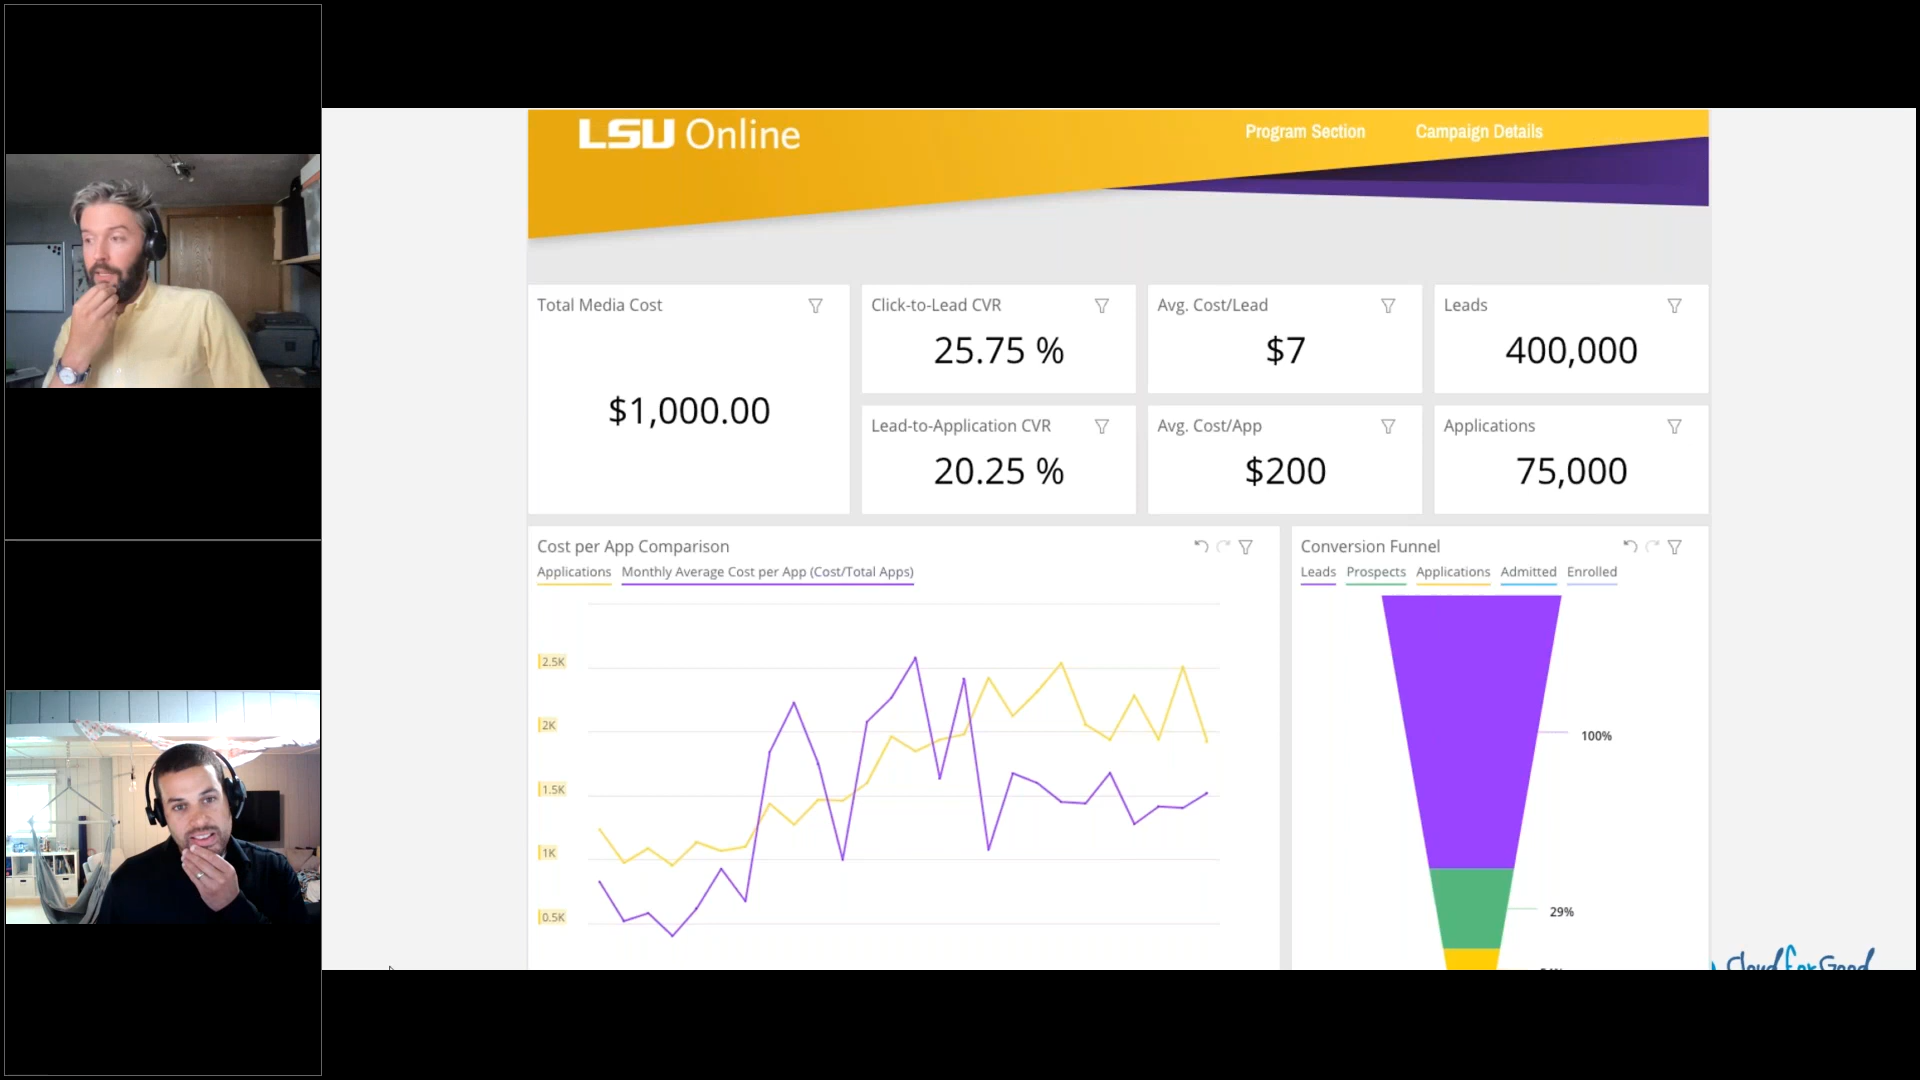 LSU Online
Program Section
Campaign Details
Total Media Cost
$1,000.00
Click-to-Lead CVR
25.75 %
Avg. Cost/Lead
$7
Leads
400,000
Lead-to-Application CVR
20.25 %
Avg. Cost/App
$200
Applications
75,000
Cost per App Comparison
Applications Monthly Average Cost per App (Cost/Total Apps)
2.5K
2K
1.5K
1K
0.5K
Conversion Funnel
Leads Prospects Applications Admitted Enrolled
100%
29%
Cloud for Good